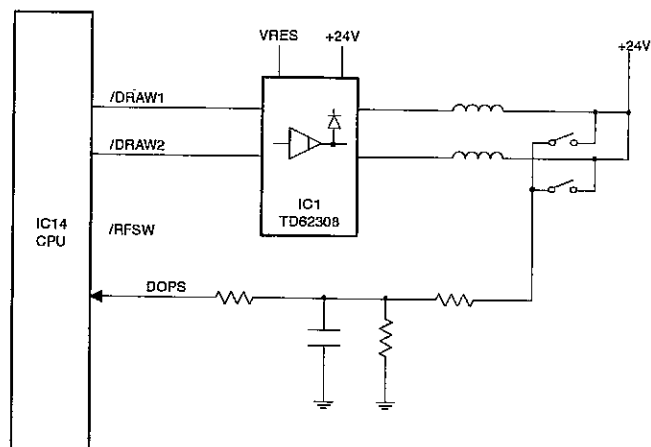 VRES +24V
+24V
/DRAW1
/DRAW2
IC1
TD62308
IC14
CPU
/RFSW
DOPS